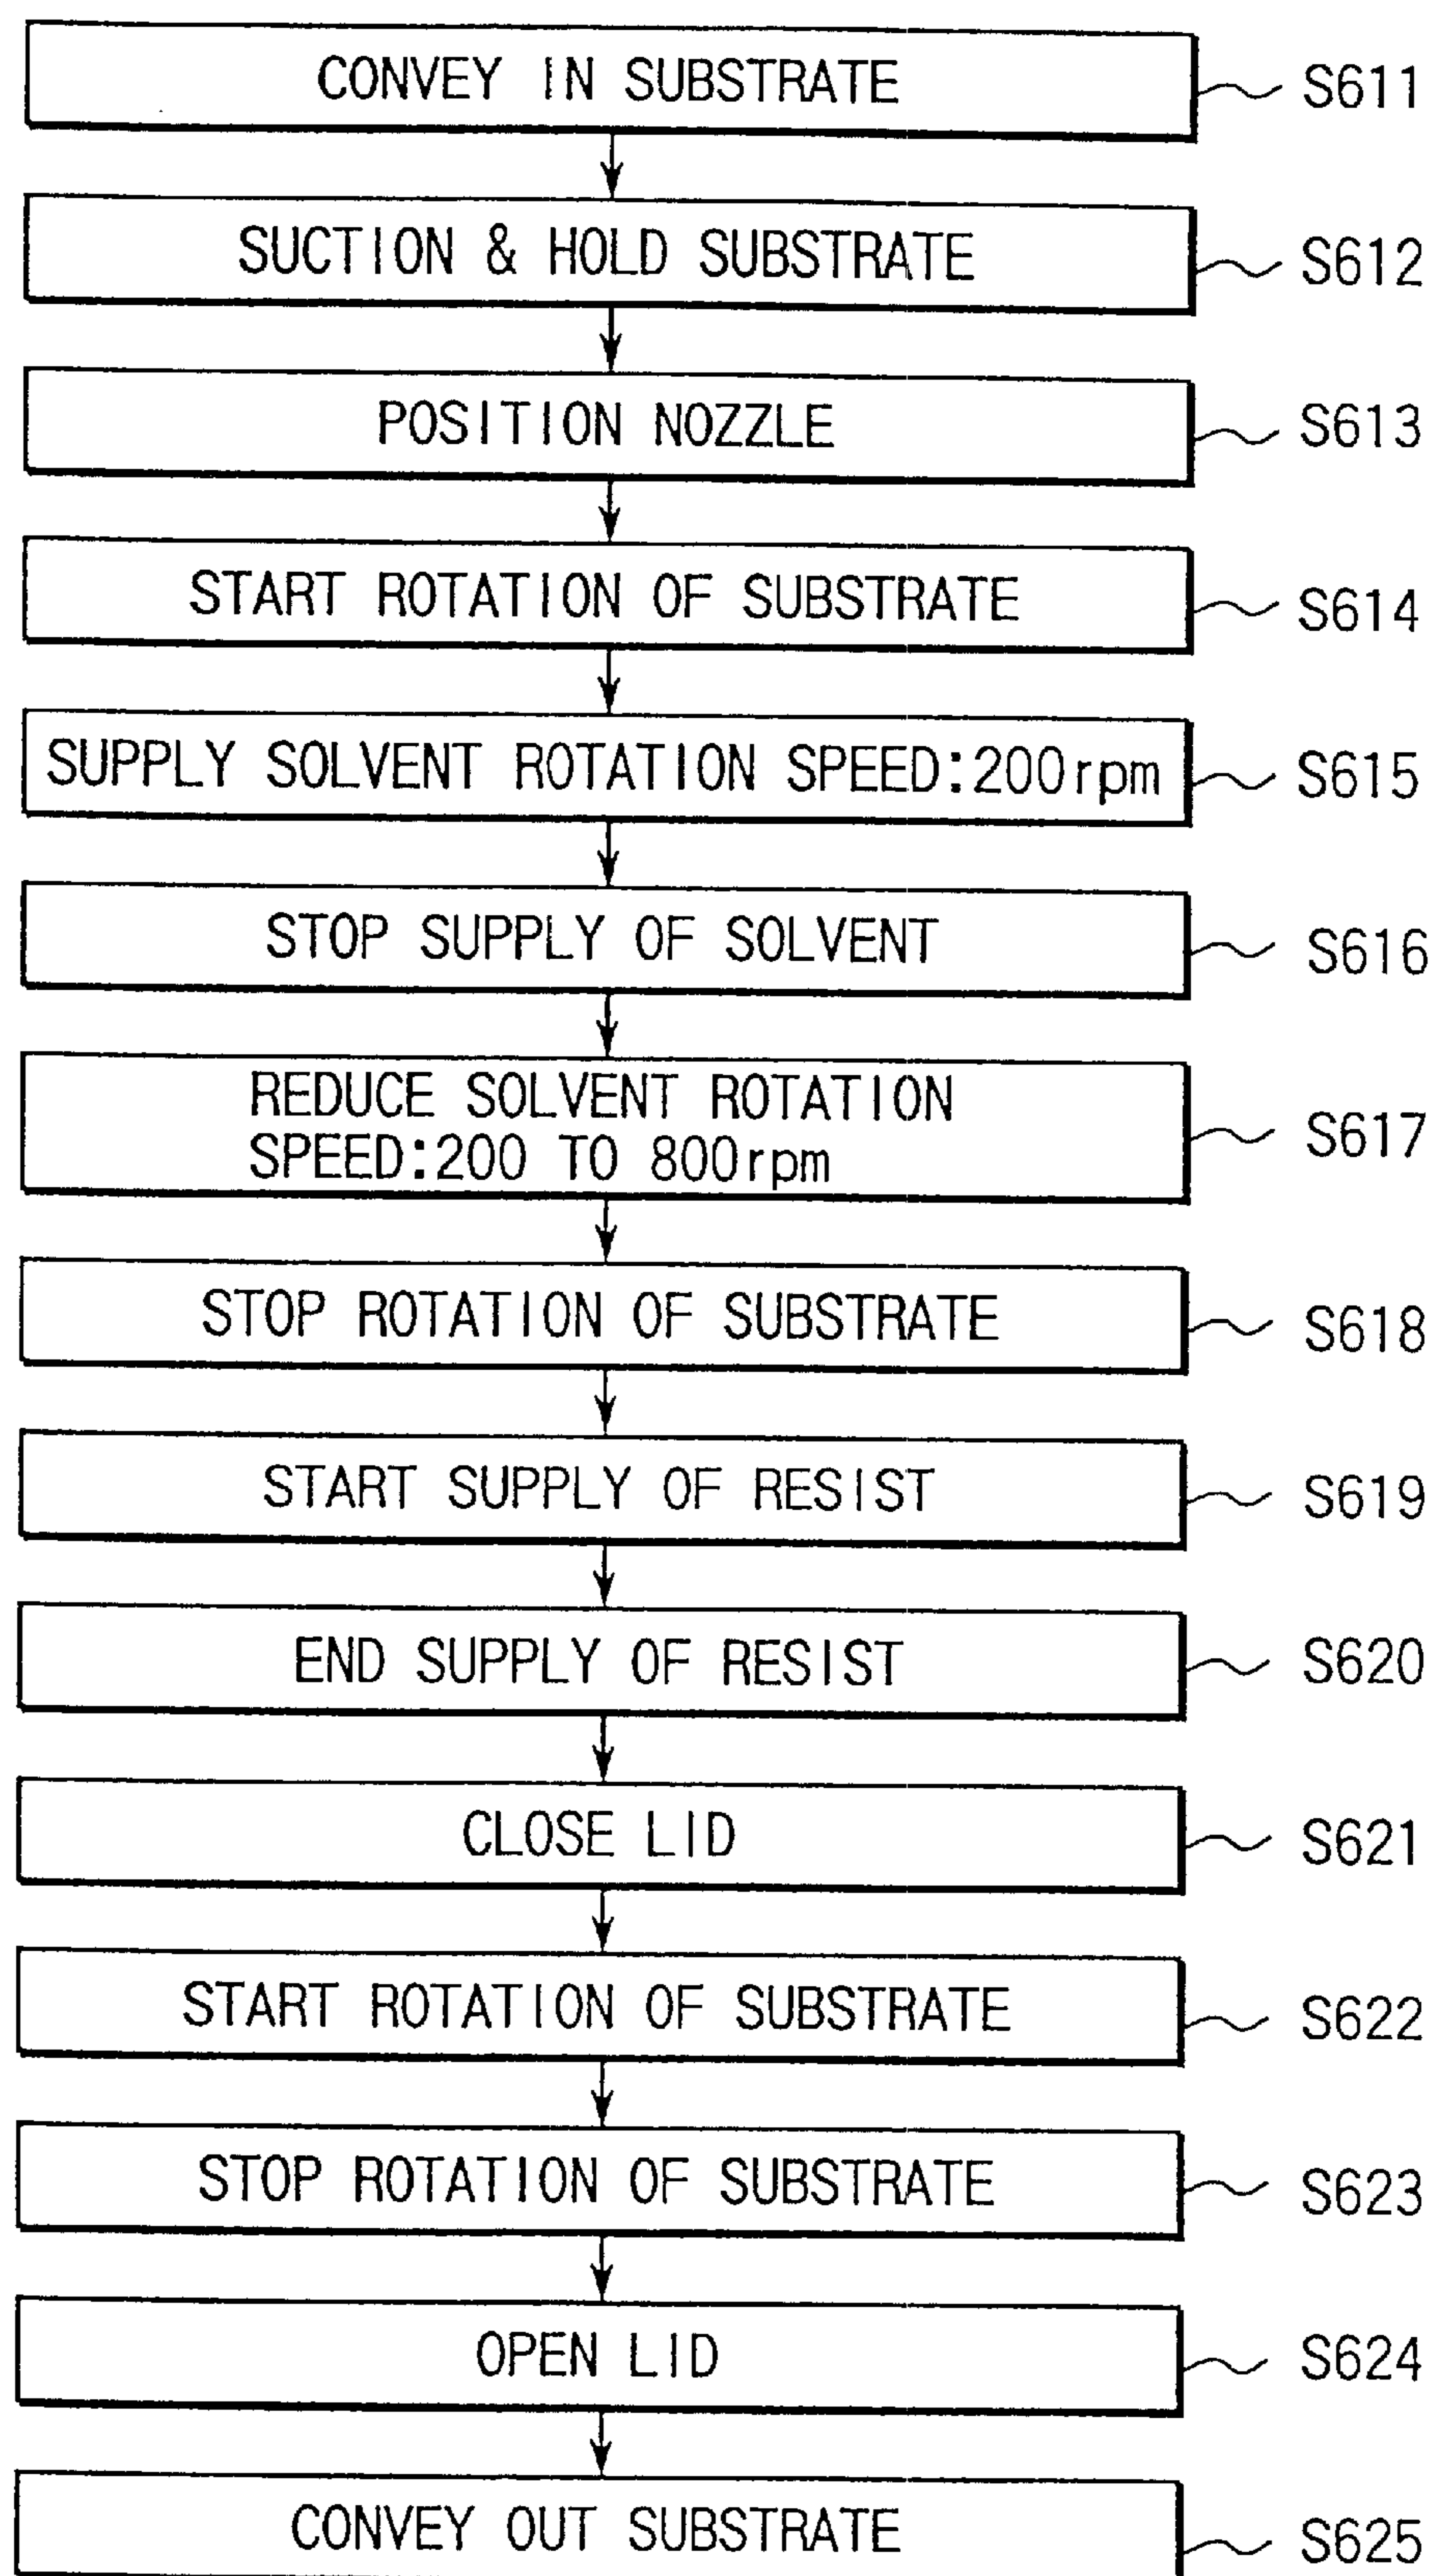 CONVEY IN SUBSTRATE
S611
SUCTION & HOLD SUBSTRATE
S612
POSITION NOZZLE
S613
START ROTATION OF SUBSTRATE
S614
SUPPLY SOLVENT ROTATION SPEED:200rpm
S615
STOP SUPPLY OF SOLVENT
S616
REDUCE SOLVENT ROTATION
SPEED:200 TO 800rpm
S617
STOP ROTATION OF SUBSTRATE
S618
START SUPPLY OF RESIST
S619
END SUPPLY OF RESIST
S620
CLOSE LID
S621
START ROTATION OF SUBSTRATE
S622
STOP ROTATION OF SUBSTRATE
S623
OPEN LID
S624
CONVEY OUT SUBSTRATE
S625